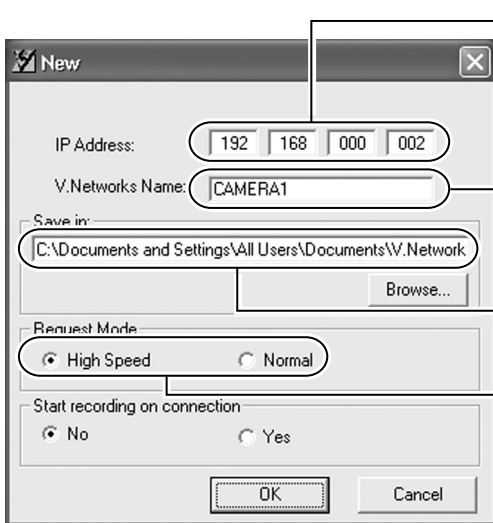 New
IP Address: 192 168 000 002
V.Networks Name: CAMERA1
Save in:
C:\Documents and Settings\All Users\Documents\V.Network
Browse...
Request Mode
High Speed Normal
Start recording on connection
No Yes
OK Cancel